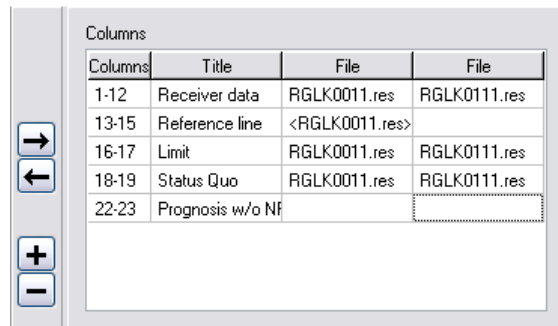 Columns
Columns Title File File
1-12 Receiver data RGLK0011.res RGLK0111.res
13-15 Reference line <RGLK0011.res>
16-17 Limit RGLK0011.res RGLK0111.res
18-19 Status Quo RGLK0011.res RGLK0111.res
22-23 Prognosis w/o